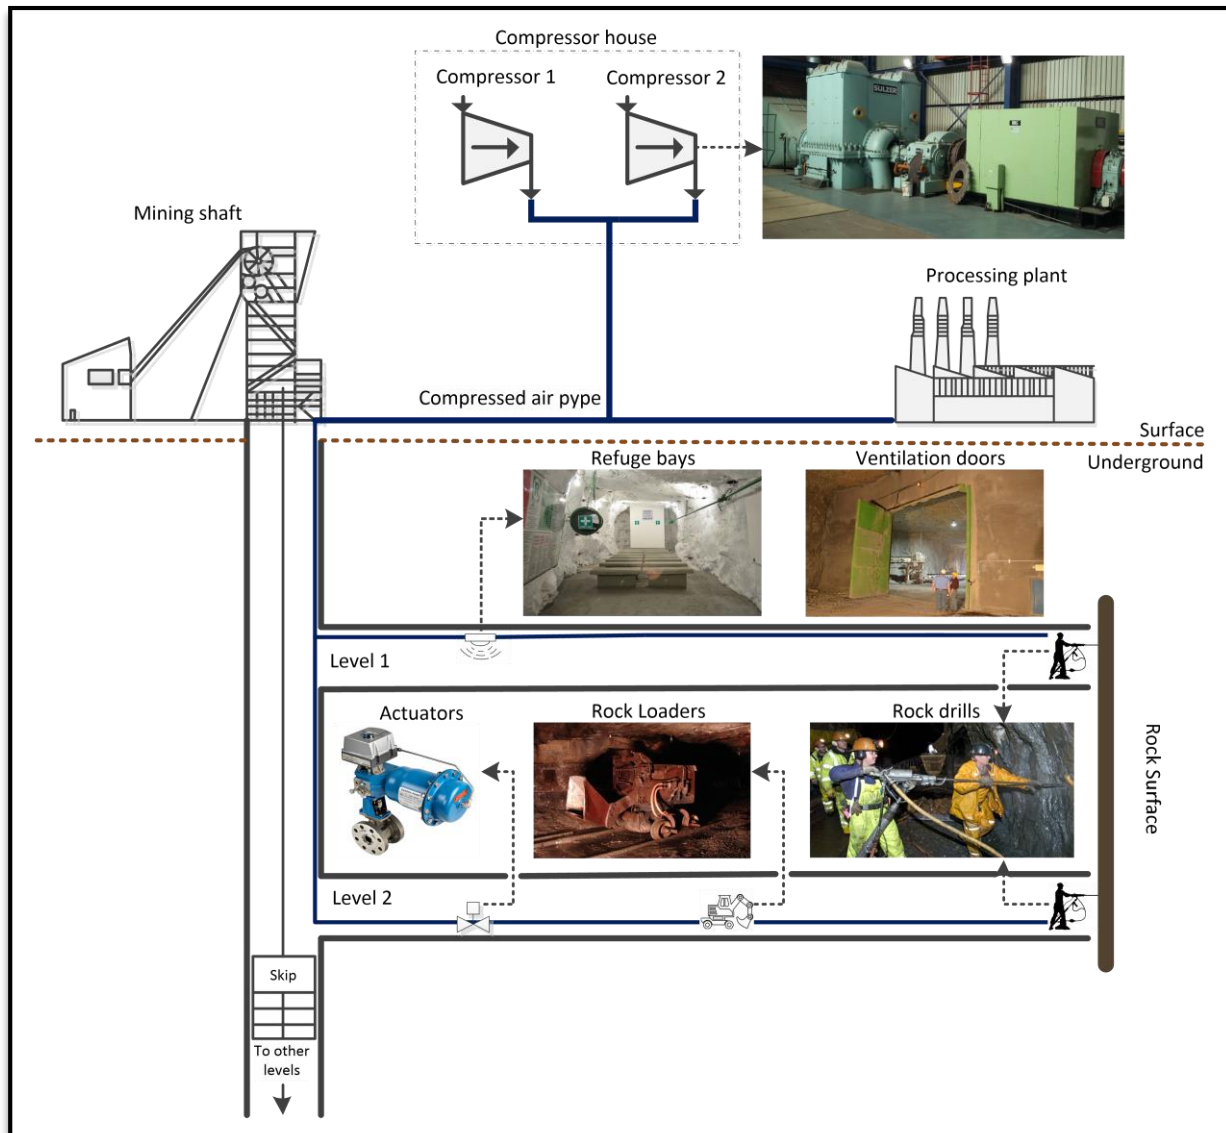 Compressor house
Compressor 1
Compressor 2
SULZER
Mining shaft
Processing plant
Compressed air pype
Surface
Underground
Refuge bays
Ventilation doors
Level 1
Actuators
Rock Loaders
Rock drills
Rock Surface
Level 2
Skip
To other
levels